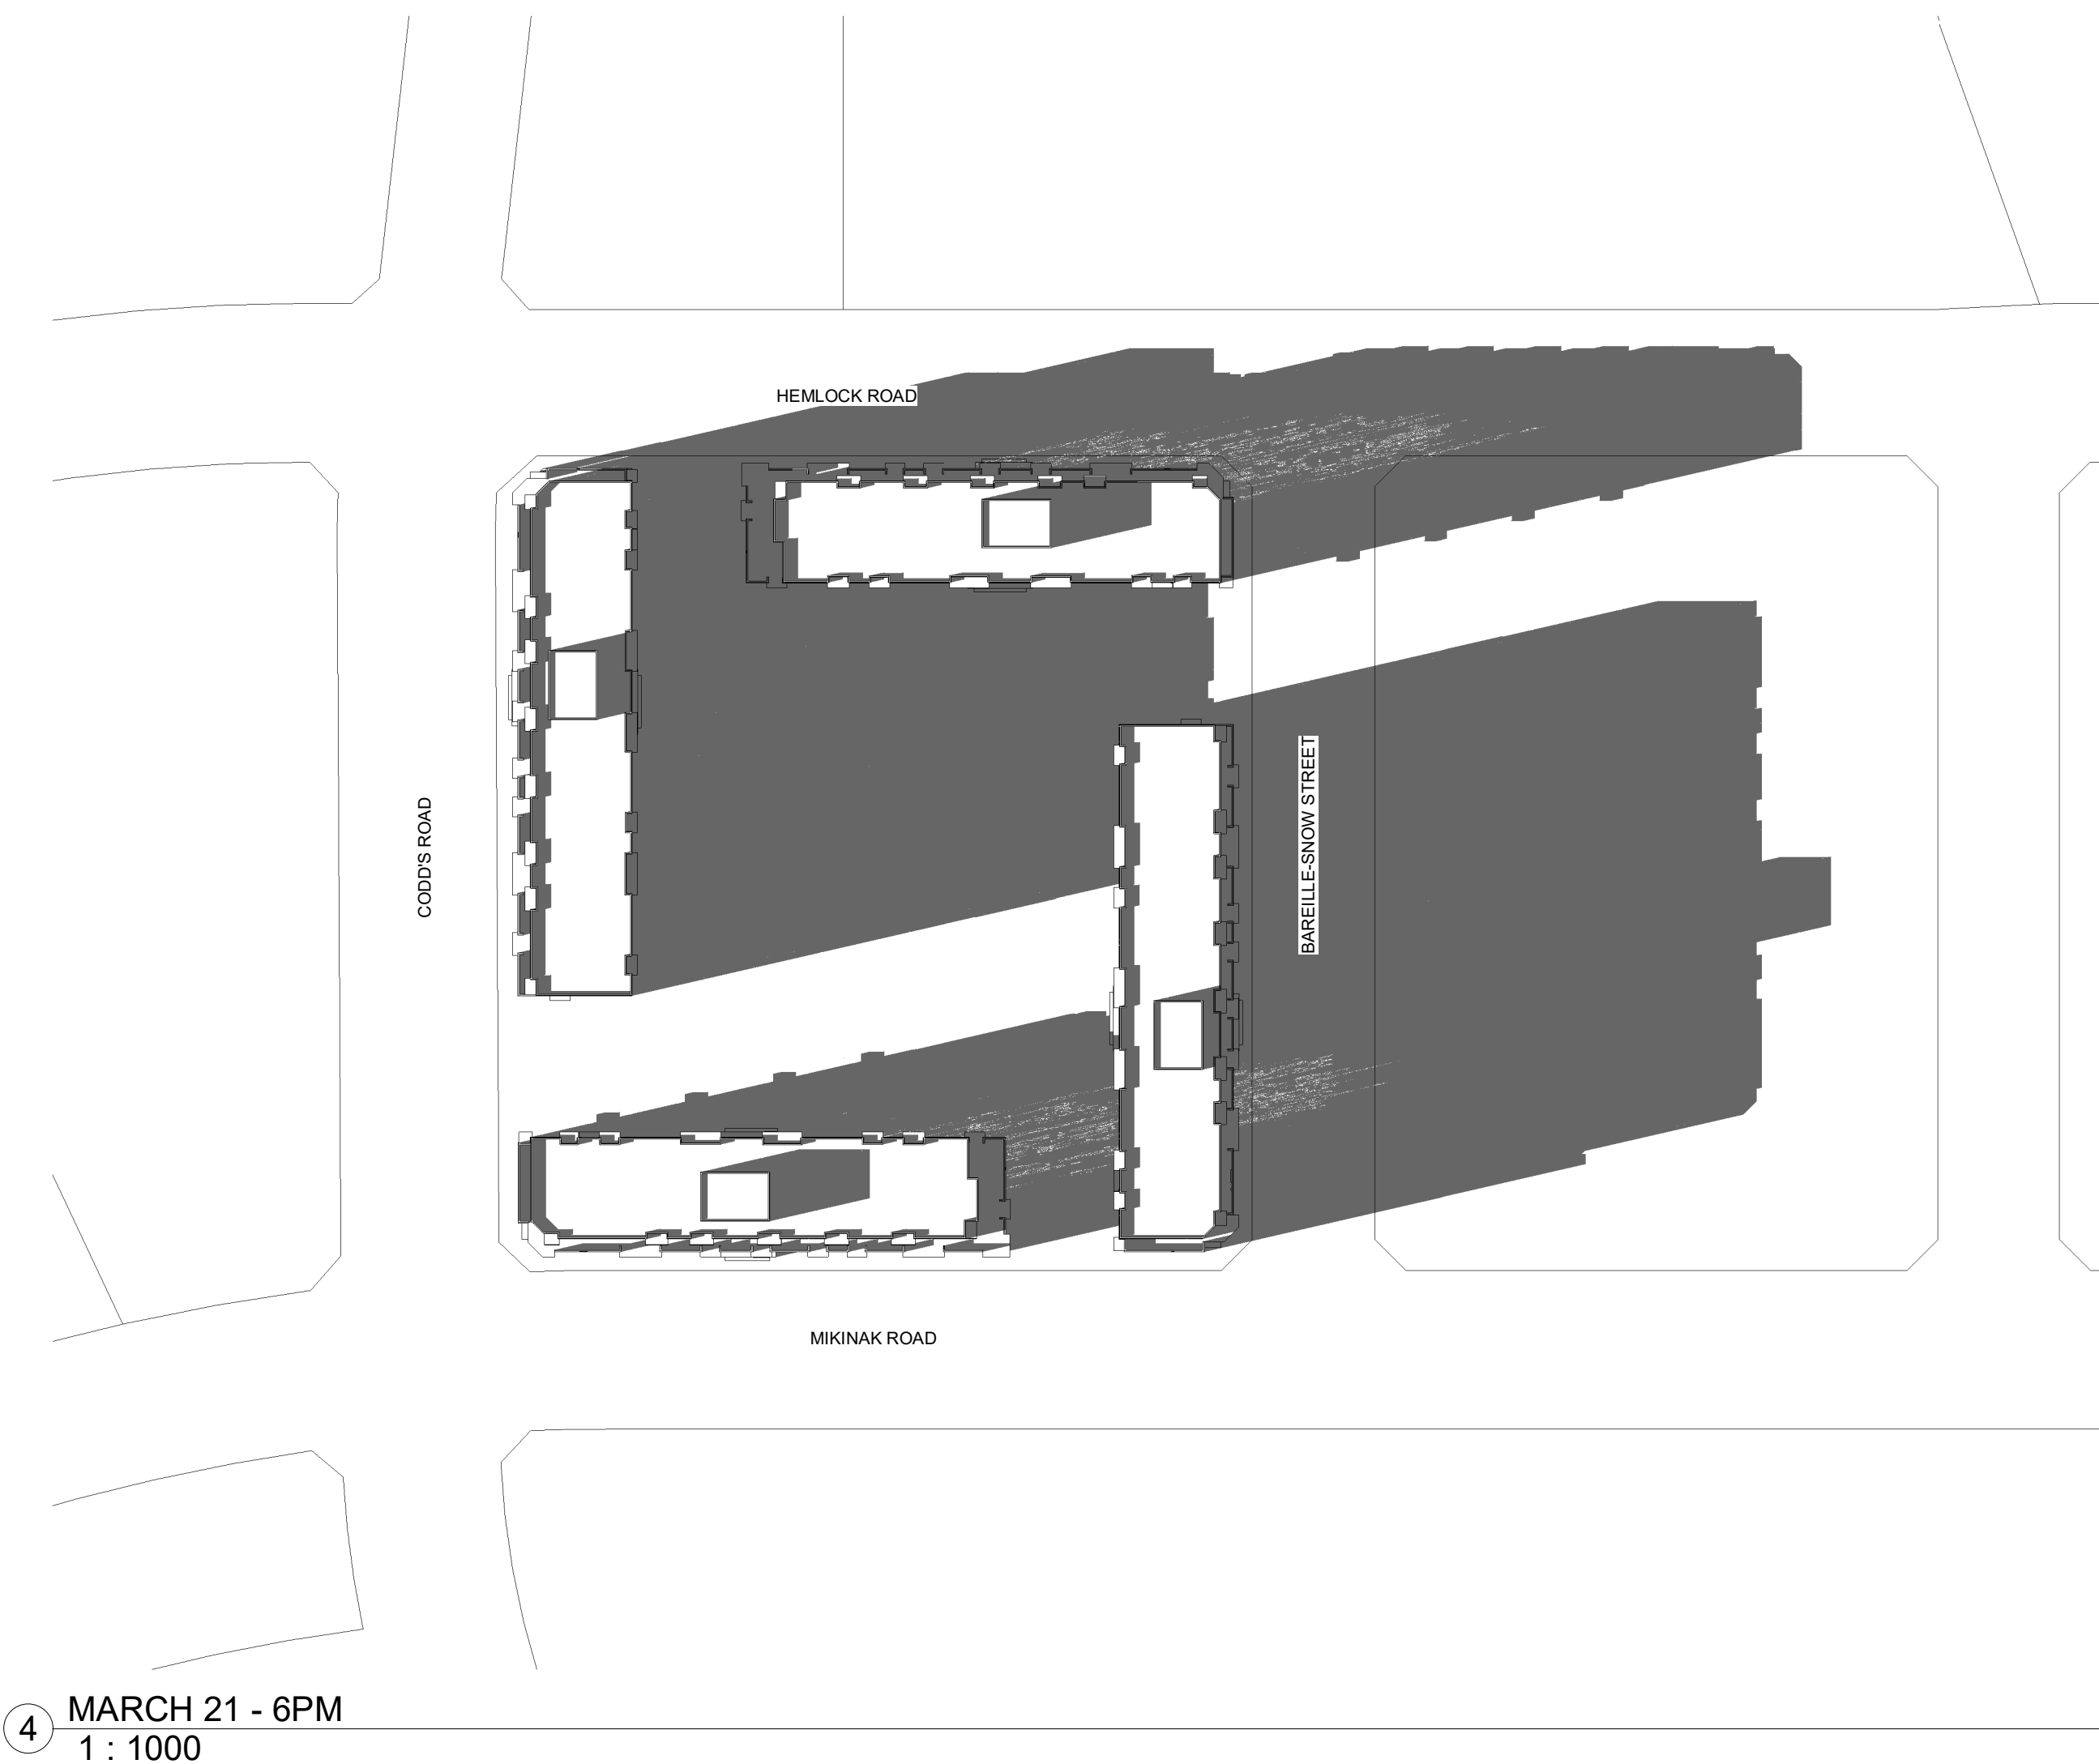 HEMLOCK ROAD
CODD'S ROAD
BAREILLE-SNOW STREET
MIKINAK ROAD
4
MARCH 21 - 6PM
1 : 1000